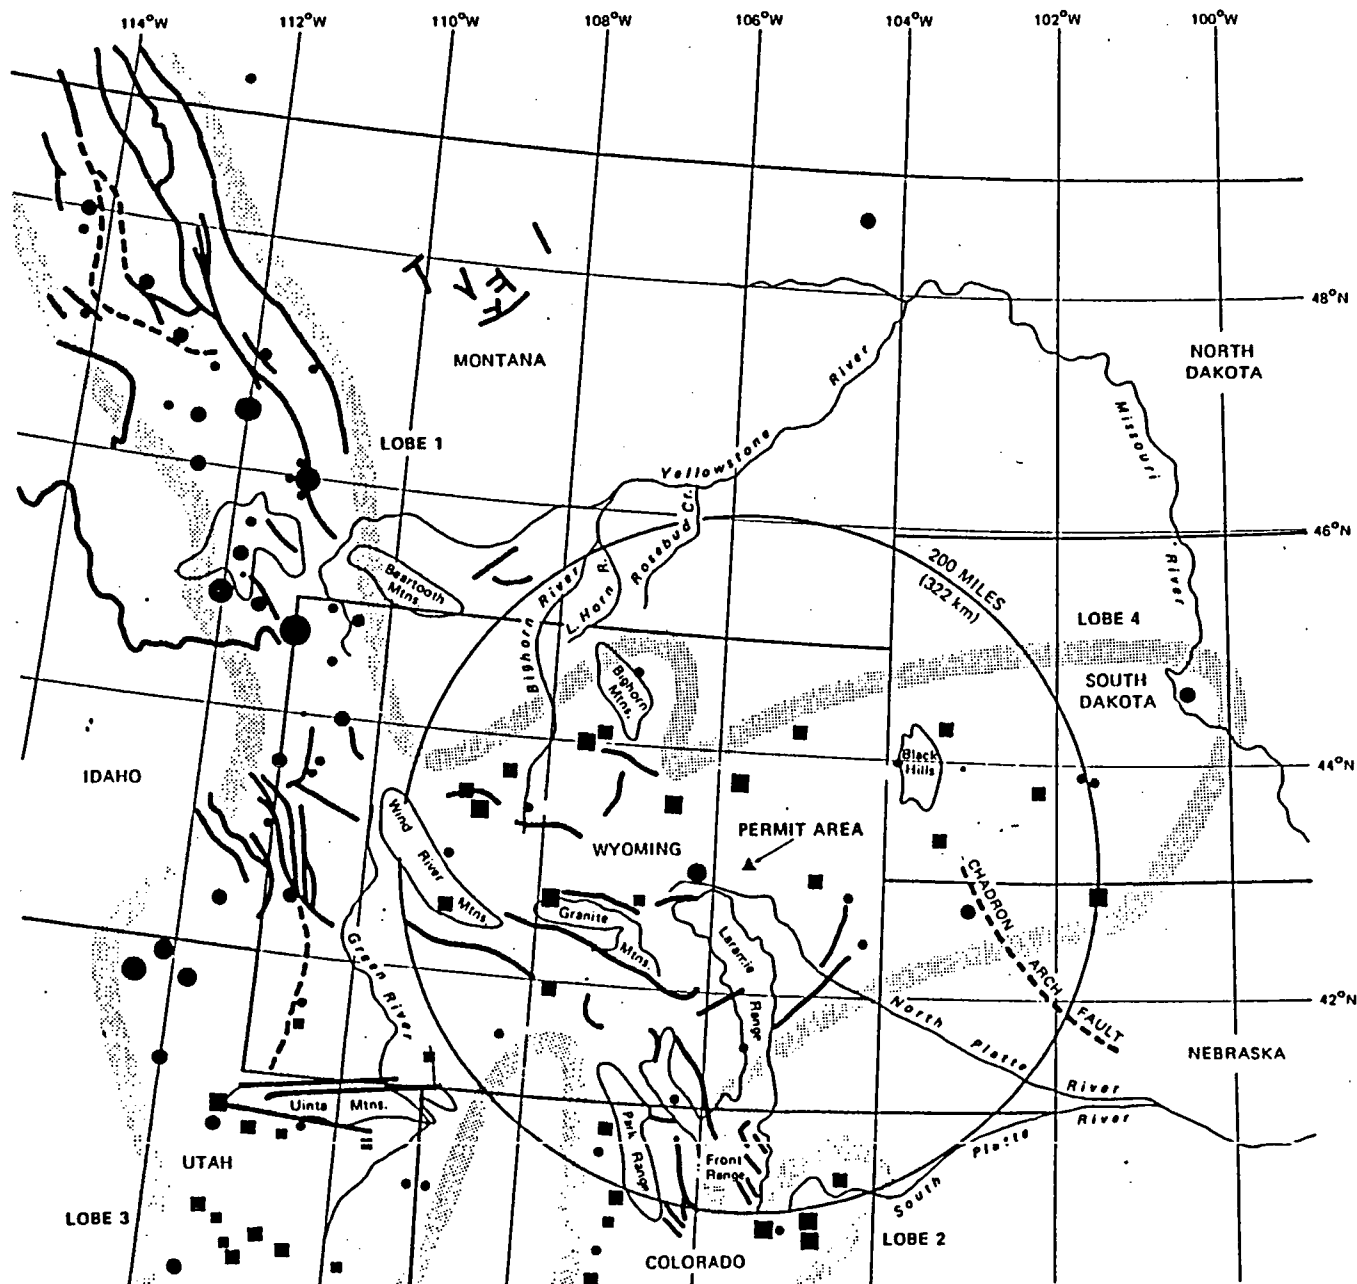 114°W 112°W 110°W 108°W 106°W 104°W 102°W 100°W
48°N
MONTANA
NORTH
DAKOTA
River
Missouri
River
LOBE 1
Yellowstone
46°N
Rosebud Cr.
200 MILES
(322 km)
Beartooth
Mtns.
Bighorn River
L. Horn R.
LOBE 4
SOUTH
DAKOTA
Bighorn
Mtns.
IDAHO
Black
Hills
44°N
Wind
River
Mtns.
WYOMING
PERMIT AREA
CHADRON ARCH FAULT
Granite
Mtns.
Laramie
Range
Green River
42°N
North Platte River
NEBRASKA
Uinta Mtns.
River
South Platte
Park Range
Front
Range
UTAH
LOBE 3
LOBE 2
COLORADO